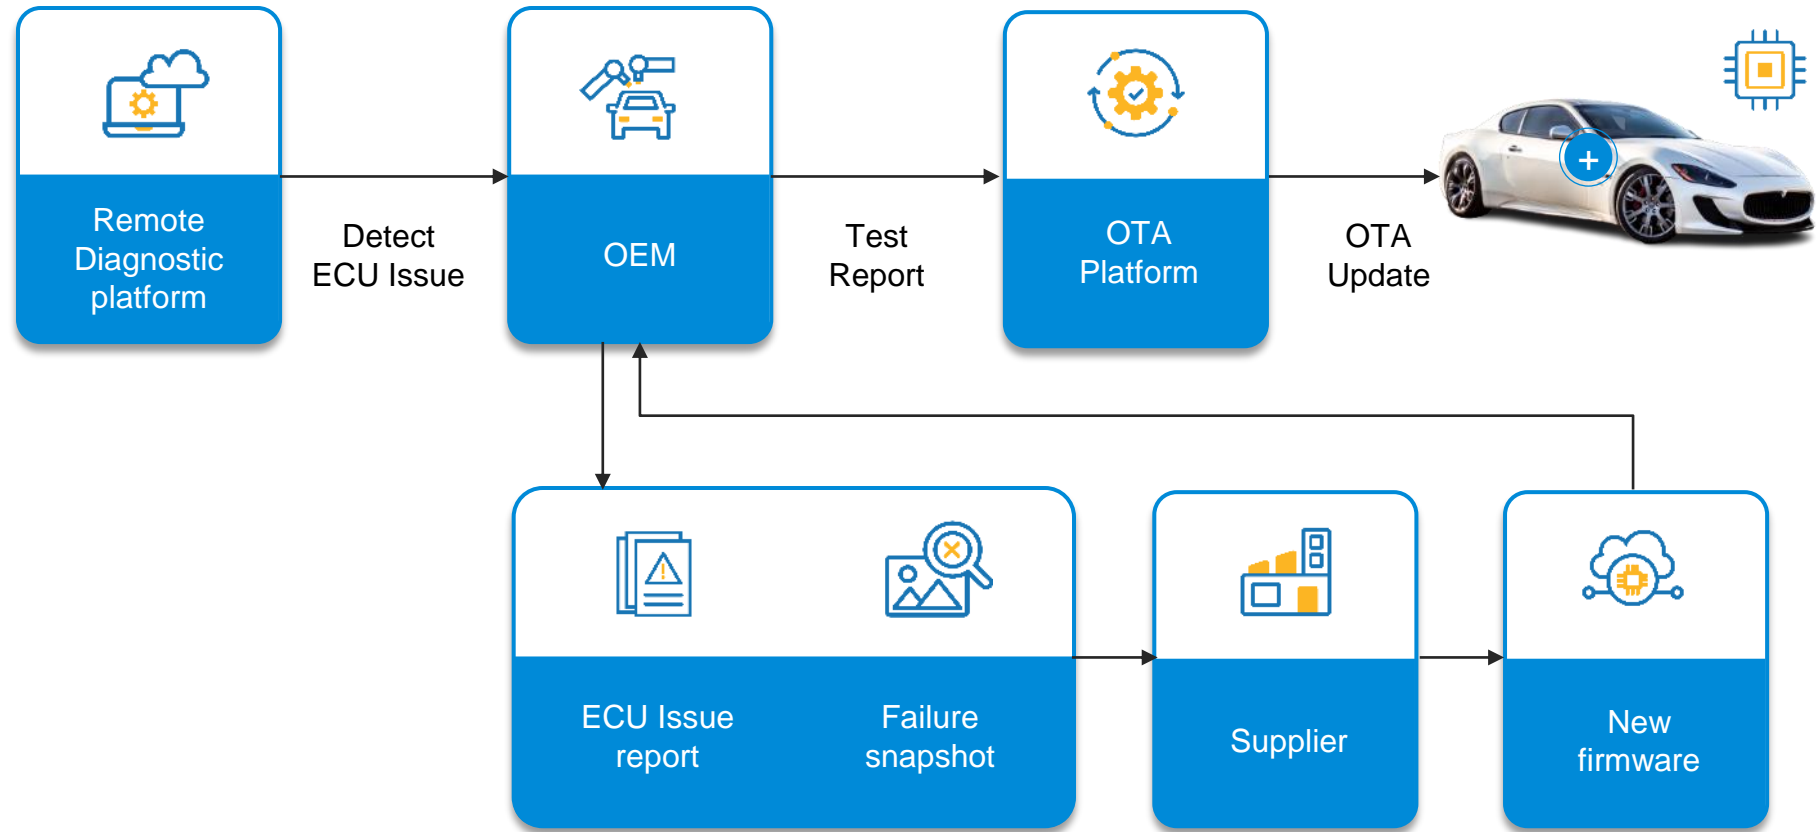 Remote
Diagnostic
platform
Detect
ECU Issue
OEM
Test
Report
OTA
Platform
OTA
Update
ECU Issue
report
Failure
snapshot
Supplier
New
firmware